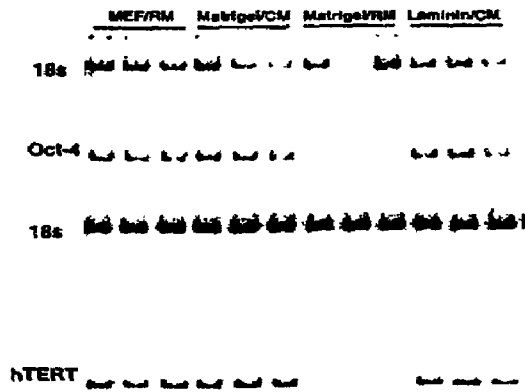 MEF/RM Matrigel/CM Matrigel/RM Laminin/CM
18s
Oct-4
18s
hTERT